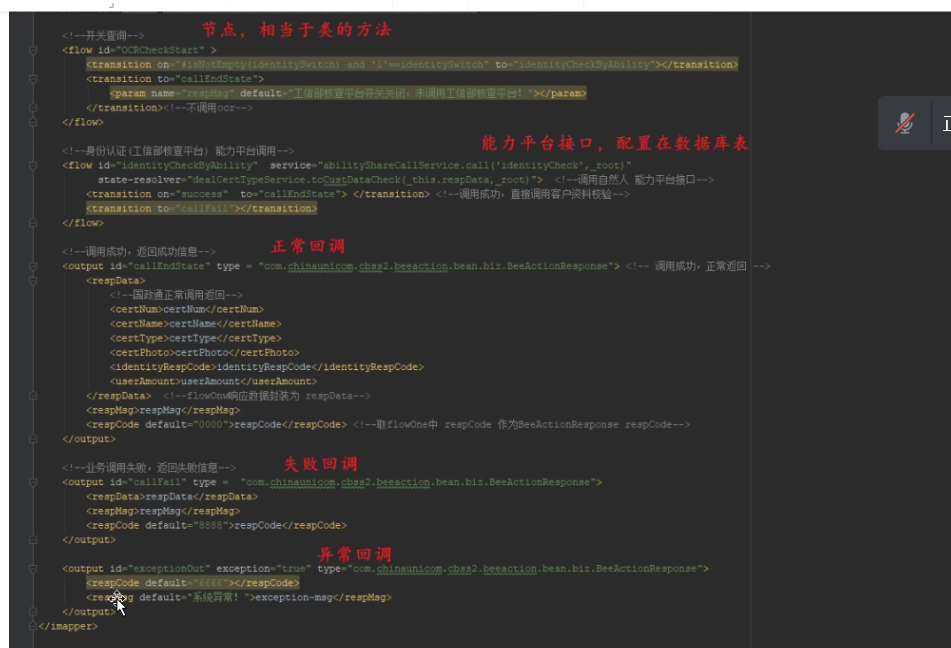 节点，相当于类的方法
<!--开关查询-->
<flow id="OCRCheckStart" >
<transition on="#isNotEmpty(identitySwitch) and '1'==identitySwitch" to="identityCheckByAbility"></transition>
<transition to="callEndState">
<param name="respMsg" default="工信部核查平台开关关闭，未调用工信部核查平台！"></param>
</transition><!--不调用ocr-->
</flow>
能力平台接口，配置在数据库表
<!--身份认证(工信部核查平台) 能力平台调用-->
<flow id="identityCheckByAbility" service="abilityShareCallService.call('identityCheck',_root)"
state-resolver="dealCertTypeService.toCustDataCheck(_this.respData,_root)"> <!--调用自然人 能力平台接口-->
<transition on="success" to="callEndState"> </transition> <!--调用成功，直接调用客户资料校验-->
<transition to="callFail"></transition>
</flow>
正常回调
<!--调用成功，返回成功信息-->
<output id="callEndState" type = "com.chinaunicom.cbss2.beeaction.bean.biz.BeeActionResponse"> <!-- 调用成功，正常返回 -->
<respData>
<!--国政通正常调用返回-->
<certNum>certNum</certNum>
<certName>certName</certName>
<certType>certType</certType>
<certPhoto>certPhoto</certPhoto>
<identityRespCode>identityRespCode</identityRespCode>
<userAmount>userAmount</userAmount>
</respData> <!--flowOnw响应数据封装为 respData-->
<respMsg>respMsg</respMsg>
<respCode default="0000">respCode</respCode> <!--取flowOne中 respCode 作为BeeActionResponse respCode-->
</output>
失败回调
<!--业务调用失败，返回失败信息-->
<output id="callFail" type = "com.chinaunicom.cbss2.beeaction.bean.biz.BeeActionResponse">
<respData>respData</respData>
<respMsg>respMsg</respMsg>
<respCode default="8888">respCode</respCode>
</output>
异常回调
<output id="exceptionOut" exception="true" type="com.chinaunicom.cbss2.beeaction.bean.biz.BeeActionResponse">
<respCode default="6666"></respCode>
<respMsg default="系统异常！">exception-msg</respMsg>
</output>
</imapper>